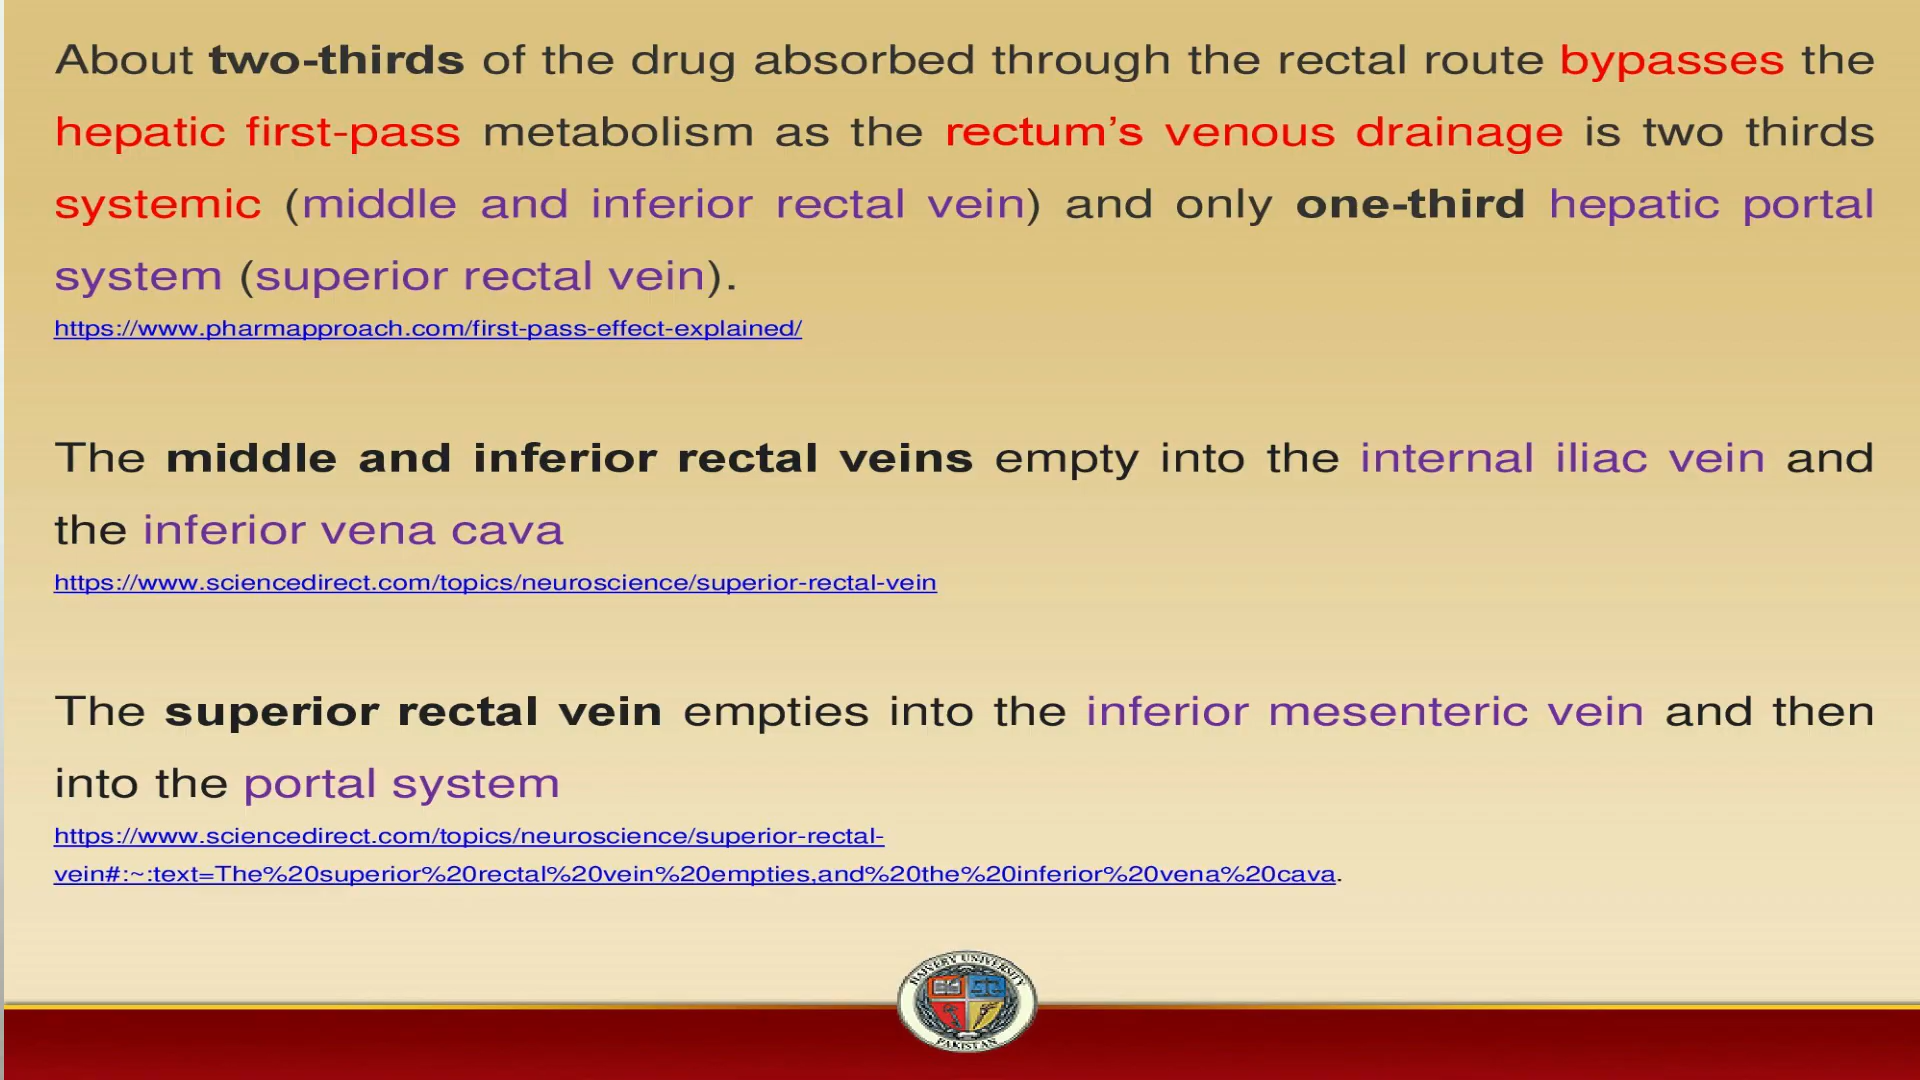 About two-thirds of the drug absorbed through the rectal route bypasses the
hepatic first-pass metabolism as the rectum’s venous drainage is two thirds
systemic (middle and inferior rectal vein) and only one-third hepatic portal
system (superior rectal vein).
https://www.pharmapproach.com/first-pass-effect-explained/
The middle and inferior rectal veins empty into the internal iliac vein and
the inferior vena cava
https://www.sciencedirect.com/topics/neuroscience/superior-rectal-vein
The superior rectal vein empties into the inferior mesenteric vein and then
into the portal system
https://www.sciencedirect.com/topics/neuroscience/superior-rectal-
vein#:~:text=The%20superior%20rectal%20vein%20empties,and%20the%20inferior%20vena%20cava.
UNIVERSITY
PAKISTAN